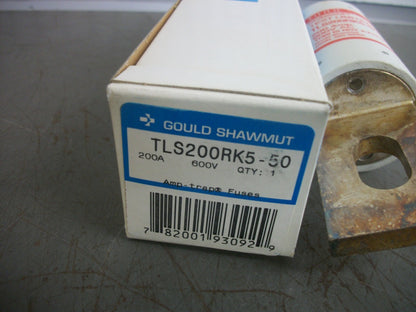 GOULD SHAWMUT
TLS200RK5-50
200A 600V QTY: 1
Amp-trap® Fuses
7 82001 93092 9